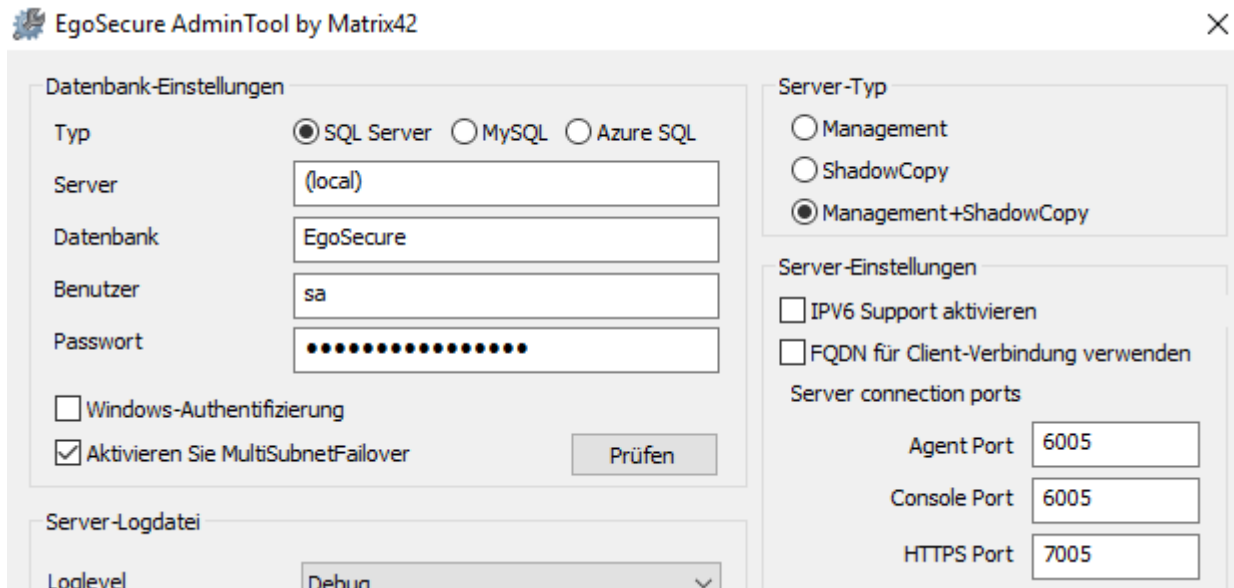 EgoSecure AdminTool by Matrix42
Datenbank-Einstellungen
Typ
SQL Server
MySQL
Azure SQL
Server
(local)
Datenbank
EgoSecure
Benutzer
sa
Passwort
••••••••••••••••
Windows-Authentifizierung
Aktivieren Sie MultiSubnetFailover
Prüfen
Server-Logdatei
Loglevel
Debug
Server-Typ
Management
ShadowCopy
Management+ShadowCopy
Server-Einstellungen
IPV6 Support aktivieren
FQDN für Client-Verbindung verwenden
Server connection ports
Agent Port
6005
Console Port
6005
HTTPS Port
7005